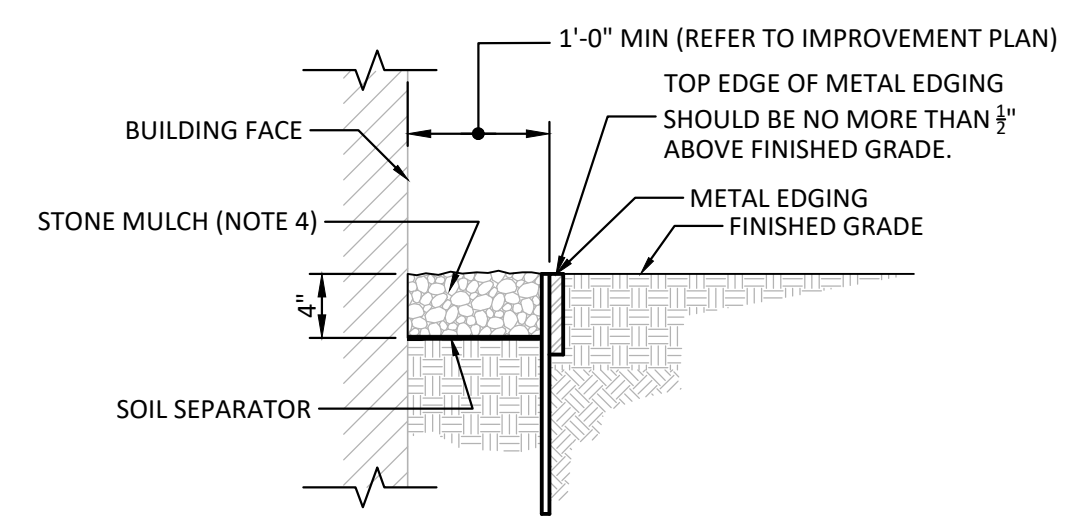 1'-0" MIN (REFER TO IMPROVEMENT PLAN)
TOP EDGE OF METAL EDGING
SHOULD BE NO MORE THAN ½"
ABOVE FINISHED GRADE.
BUILDING FACE
METAL EDGING
STONE MULCH (NOTE 4)
FINISHED GRADE
4"
SOIL SEPARATOR